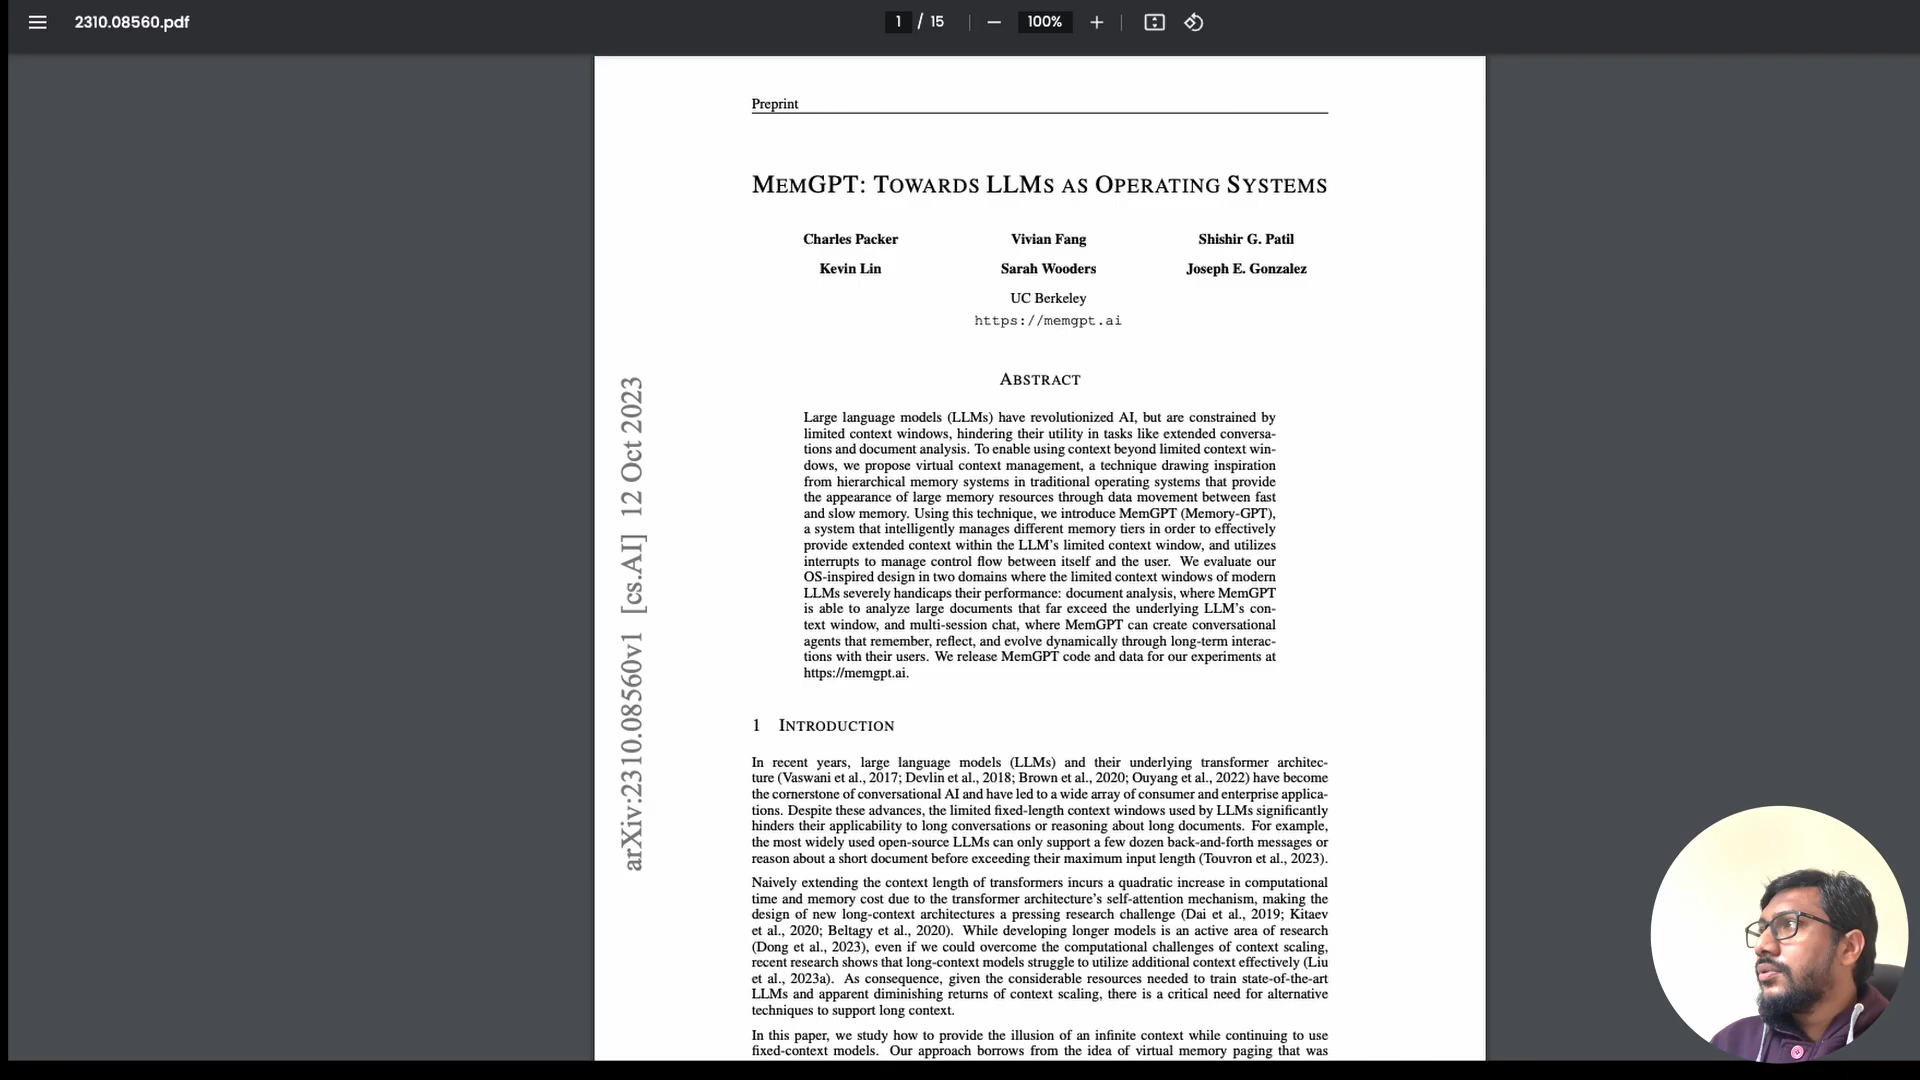 2310.08560.pdf
1 / 15
100%
Preprint
MEMGPT: TOWARDS LLMS AS OPERATING SYSTEMS
Charles Packer Vivian Fang Shishir G. Patil
Kevin Lin Sarah Wooders Joseph E. Gonzalez
UC Berkeley
https://memgpt.ai
ABSTRACT
Large language models (LLMs) have revolutionized AI, but are constrained by
limited context windows, hindering their utility in tasks like extended conversa-
tions and document analysis. To enable using context beyond limited context win-
dows, we propose virtual context management, a technique drawing inspiration
from hierarchical memory systems in traditional operating systems that provide
the appearance of large memory resources through data movement between fast
and slow memory. Using this technique, we introduce MemGPT (Memory-GPT),
a system that intelligently manages different memory tiers in order to effectively
provide extended context within the LLM's limited context window, and utilizes
interrupts to manage control flow between itself and the user. We evaluate our
OS-inspired design in two domains where the limited context windows of modern
LLMs severely handicaps their performance: document analysis, where MemGPT
is able to analyze large documents that far exceed the underlying LLM's con-
text window, and multi-session chat, where MemGPT can create conversational
agents that remember, reflect, and evolve dynamically through long-term interac-
tions with their users. We release MemGPT code and data for our experiments at
https://memgpt.ai.
arXiv:2310.08560v1 [cs.AI] 12 Oct 2023
1 INTRODUCTION
In recent years, large language models (LLMs) and their underlying transformer architec-
ture (Vaswani et al., 2017; Devlin et al., 2018; Brown et al., 2020; Ouyang et al., 2022) have become
the cornerstone of conversational AI and have led to a wide array of consumer and enterprise applica-
tions. Despite these advances, the limited fixed-length context windows used by LLMs significantly
hinders their applicability to long conversations or reasoning about long documents. For example,
the most widely used open-source LLMs can only support a few dozen back-and-forth messages or
reason about a short document before exceeding their maximum input length (Touvron et al., 2023).
Naively extending the context length of transformers incurs a quadratic increase in computational
time and memory cost due to the transformer architecture's self-attention mechanism, making the
design of new long-context architectures a pressing research challenge (Dai et al., 2019; Kitaev
et al., 2020; Beltagy et al., 2020). While developing longer models is an active area of research
(Dong et al., 2023), even if we could overcome the computational challenges of context scaling,
recent research shows that long-context models struggle to utilize additional context effectively (Liu
et al., 2023a). As consequence, given the considerable resources needed to train state-of-the-art
LLMs and apparent diminishing returns of context scaling, there is a critical need for alternative
techniques to support long context.
In this paper, we study how to provide the illusion of an infinite context while continuing to use
fixed-context models. Our approach borrows from the idea of virtual memory paging that was